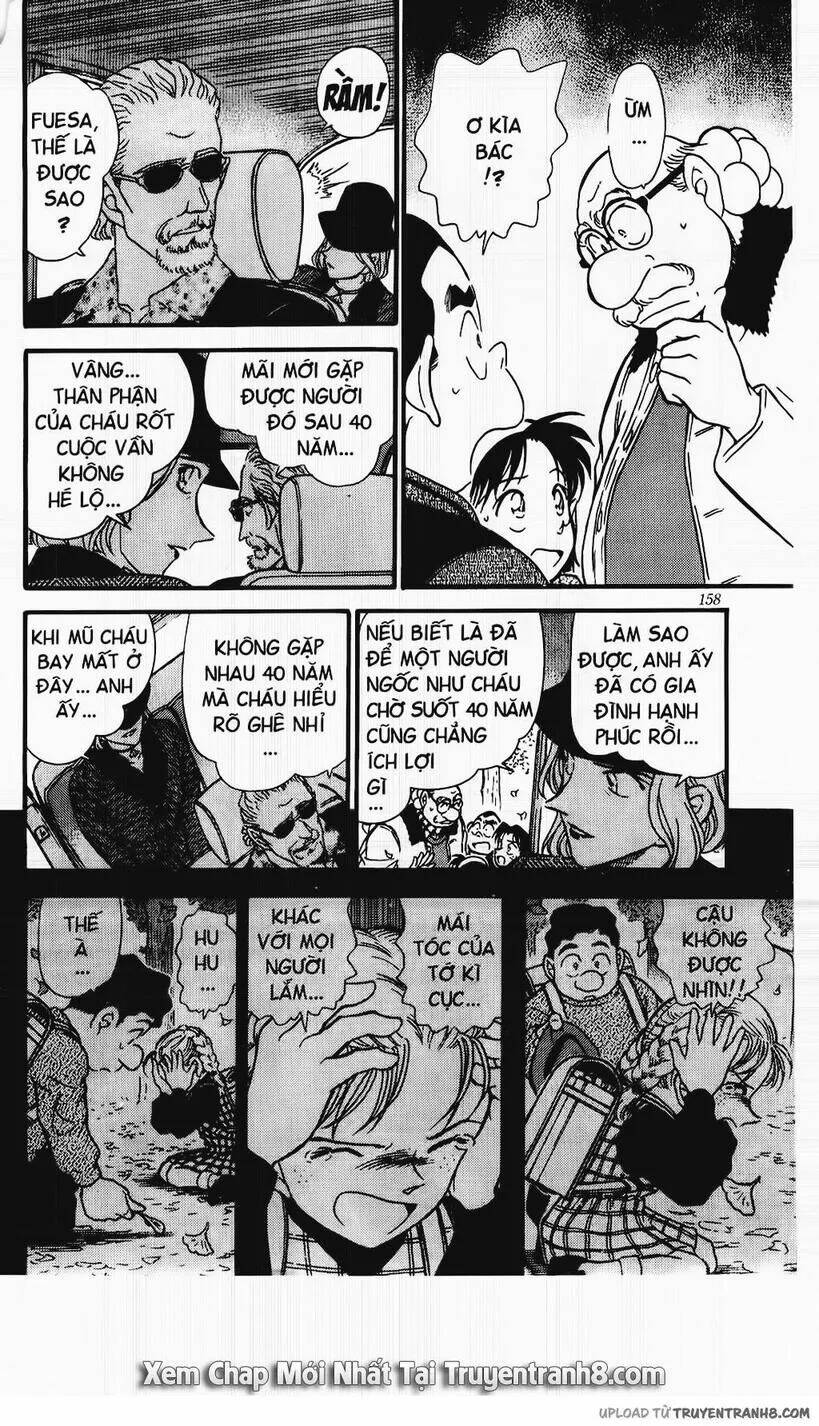 ỪM
...
Ơ KÌA
BÁC
!?
RẦM!
FUESA,
THẾ LÀ
ĐƯỢC
SAO
?
MÃI MỚI GẶP
ĐƯỢC NGƯỜI
ĐÓ SAU 40
NĂM...
VÂNG...
THÂN PHẬN
CỦA CHÁU RỐT
CUỘC VẪN
KHÔNG
HÉ LỘ...
158
LÀM SAO
ĐƯỢC, ANH ẤY
ĐÃ CÓ GIA
ĐÌNH HẠNH
PHÚC RỒI...
NẾU BIẾT LÀ ĐÃ
ĐỂ MỘT NGƯỜI
NGỐC NHƯ CHÁU
CHỜ SUỐT 40 NĂM
CŨNG CHẲNG
ÍCH LỢI
GÌ
...
KHÔNG GẶP
NHAU 40 NĂM
MÀ CHÁU HIỂU
RÕ GHÊ NHỈ
...
KHI MŨ CHÁU
BAY MẤT Ở
ĐÂY... ANH
ẤY...
CẬU
KHÔNG
ĐƯỢC
NHÌN!!
MÁI
TÓC CỦA
TỚ KÌ
CỤC...
KHÁC
VỚI MỌI
NGƯỜI
LẮM...
HU
HU
...
THẾ
À
...
Xem Chap Mới Nhất Tại Truyentranh8.com
UPLOAD TỪ TRUYENTRANH8.COM